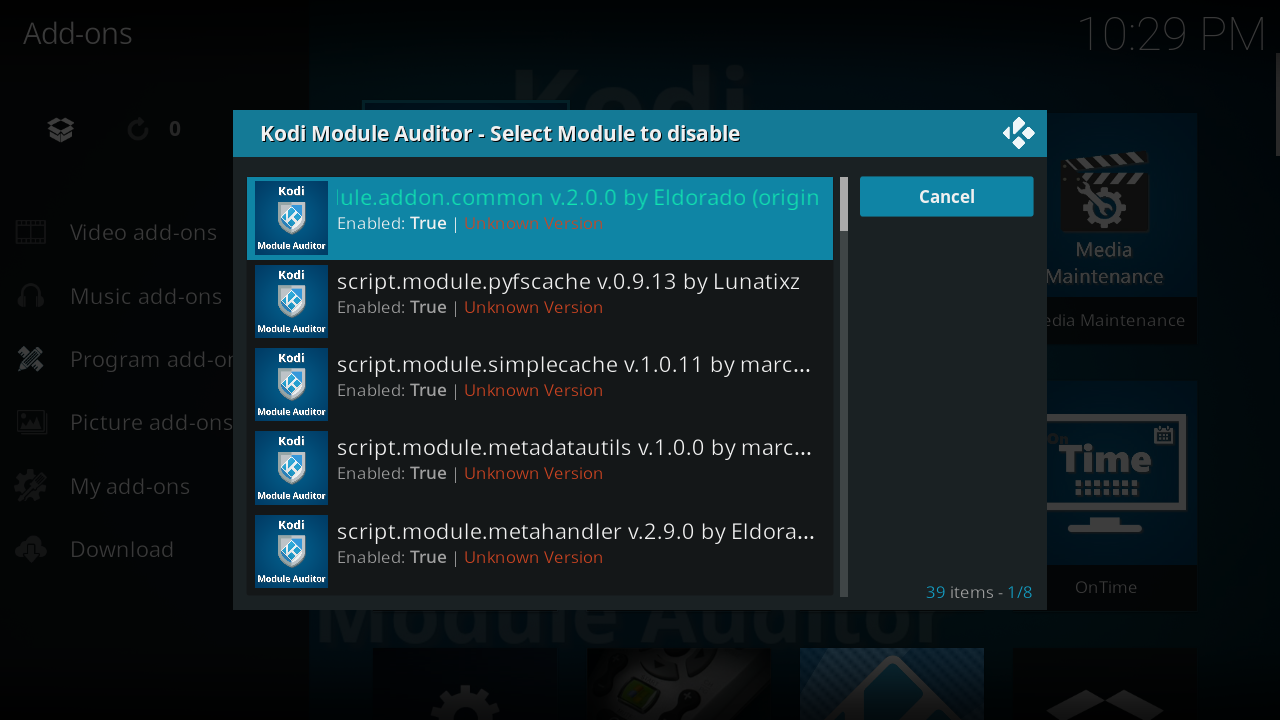 Add-ons
10:29 PM
Kodi
0
Kodi Module Auditor - Select Module to disable
Cancel
Kodi
Module Auditor
lule.addon.common v.2.0.0 by Eldorado (origin
Enabled: True | Unknown Version
Kodi
Module Auditor
script.module.pyfscache v.0.9.13 by Lunatixz
Enabled: True | Unknown Version
Kodi
Module Auditor
script.module.simplecache v.1.0.11 by marc...
Enabled: True | Unknown Version
Kodi
Module Auditor
script.module.metadatautils v.1.0.0 by marc...
Enabled: True | Unknown Version
Kodi
Module Auditor
script.module.metahandler v.2.9.0 by Eldora...
Enabled: True | Unknown Version
39 items - 1/8
Video add-ons
Music add-ons
Program add-on
Picture add-ons
My add-ons
Download
Media
Maintenance
edia Maintenance
On
Time
OnTime
Module Auditor